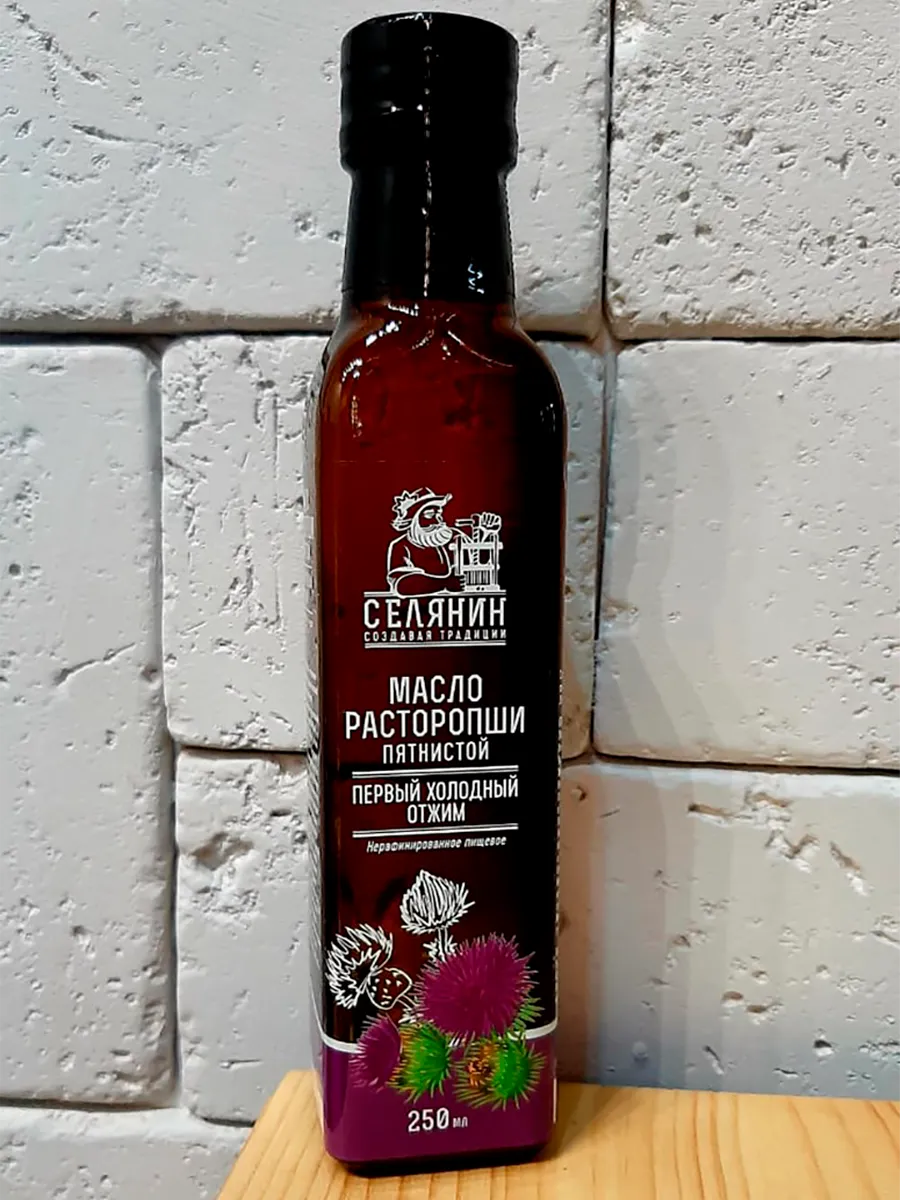 СЕЛЯНИН
СОЗДАВАЯ ТРАДИЦИИ
МАСЛО
РАСТОРОПШИ
ПЯТНИСТОЙ
ПЕРВЫЙ ХОЛОДНЫЙ
ОТЖИМ
Нерафинированное пищевое
250 мл